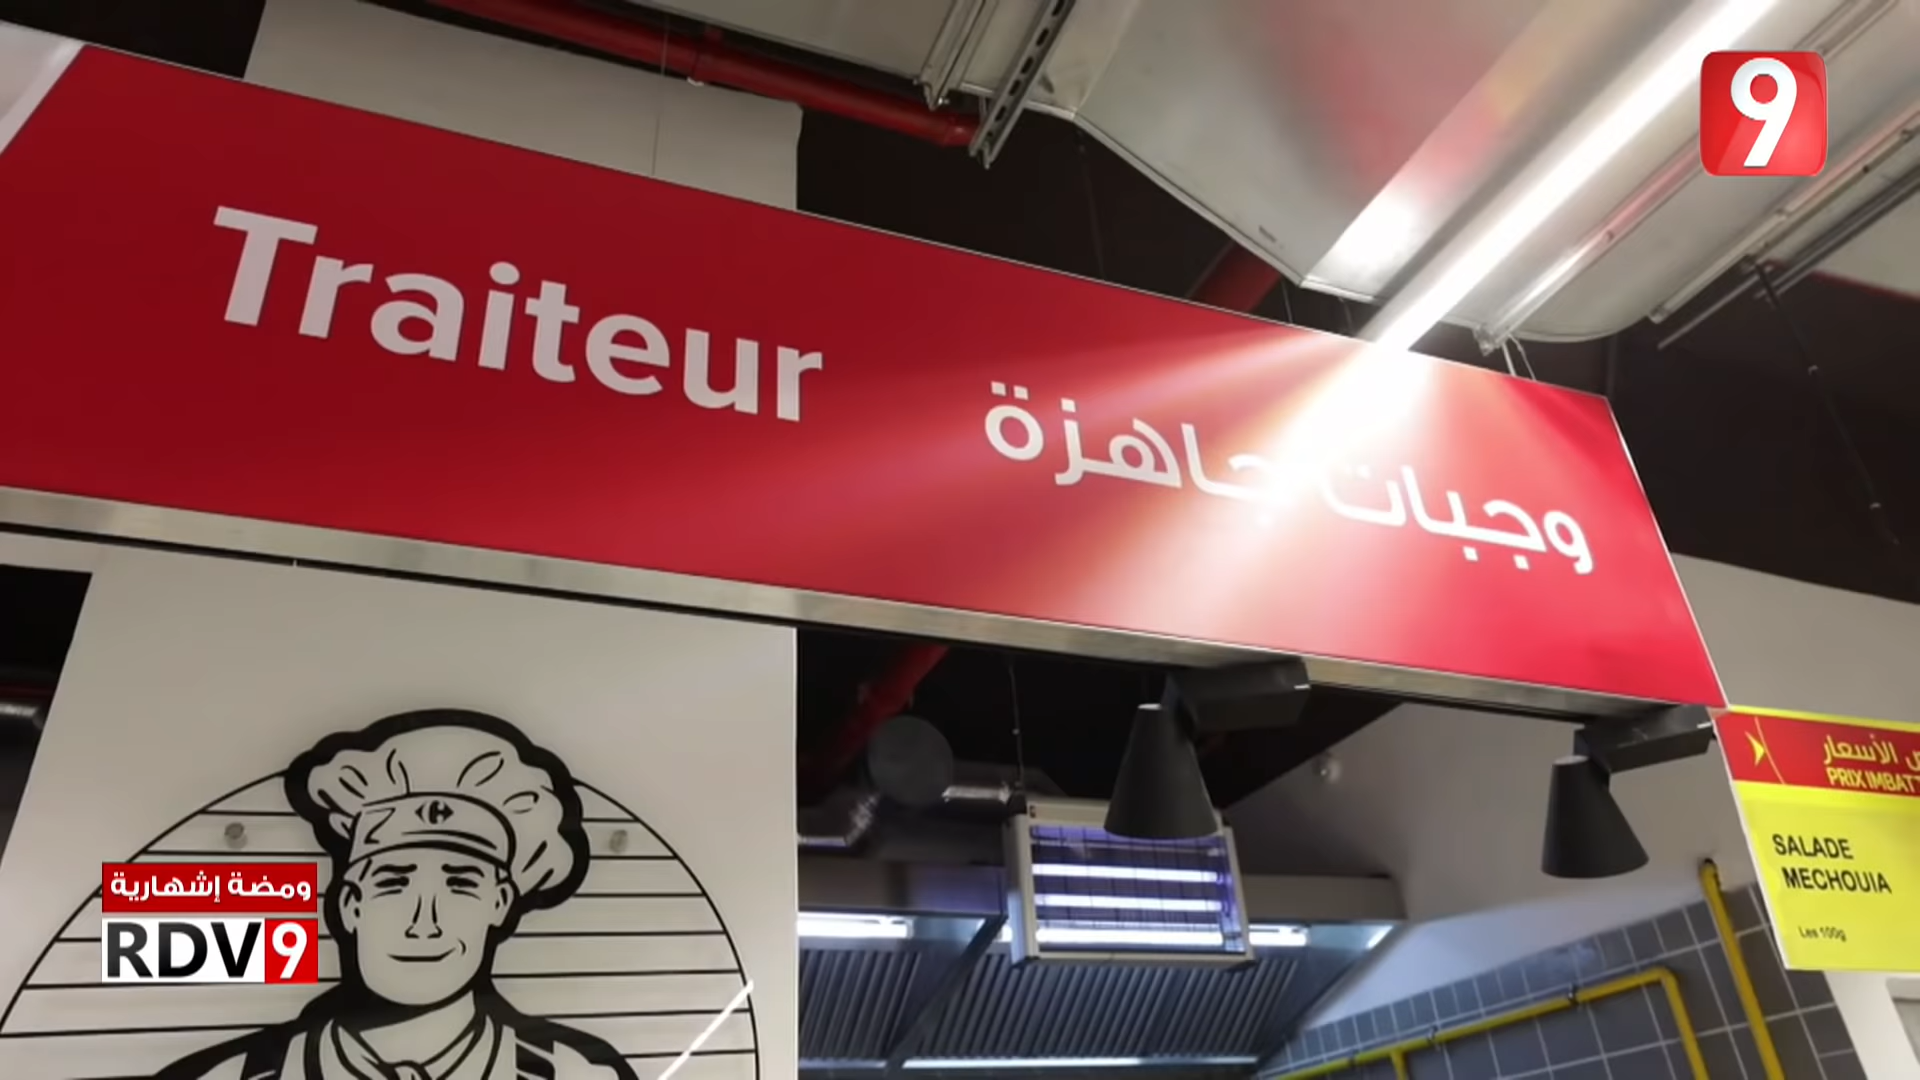 9
Traiteur
وجبات جاهزة
الأسعار
PRIX IMBATT
SALADE
MECHOUIA
Les 100g
ومضة إشهارية
RDV9